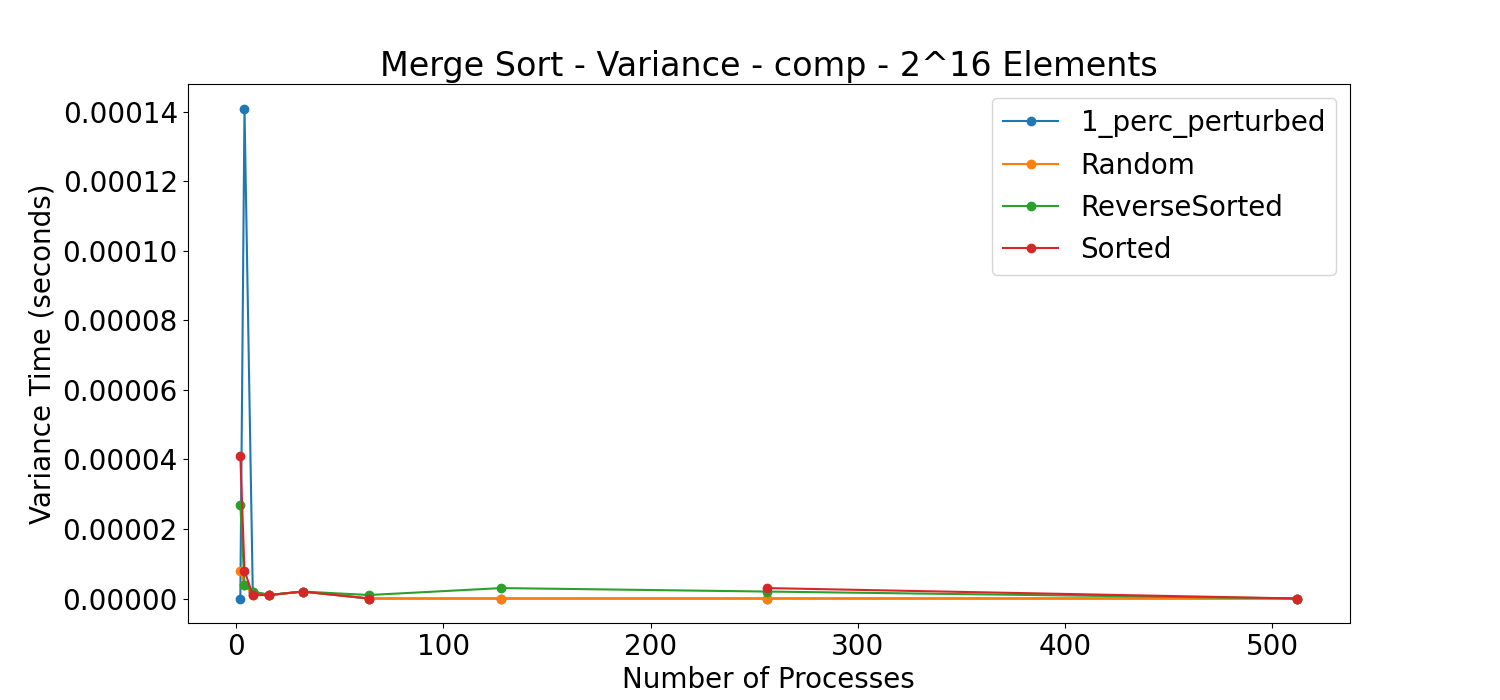 Merge Sort - Variance - comp - 2^16 Elements
Variance Time (seconds)
0.00014
0.00012
0.00010
0.00008
0.00006
0.00004
0.00002
0.00000
1_perc_perturbed
Random
ReverseSorted
Sorted
0 100 200 300 400 500
Number of Processes